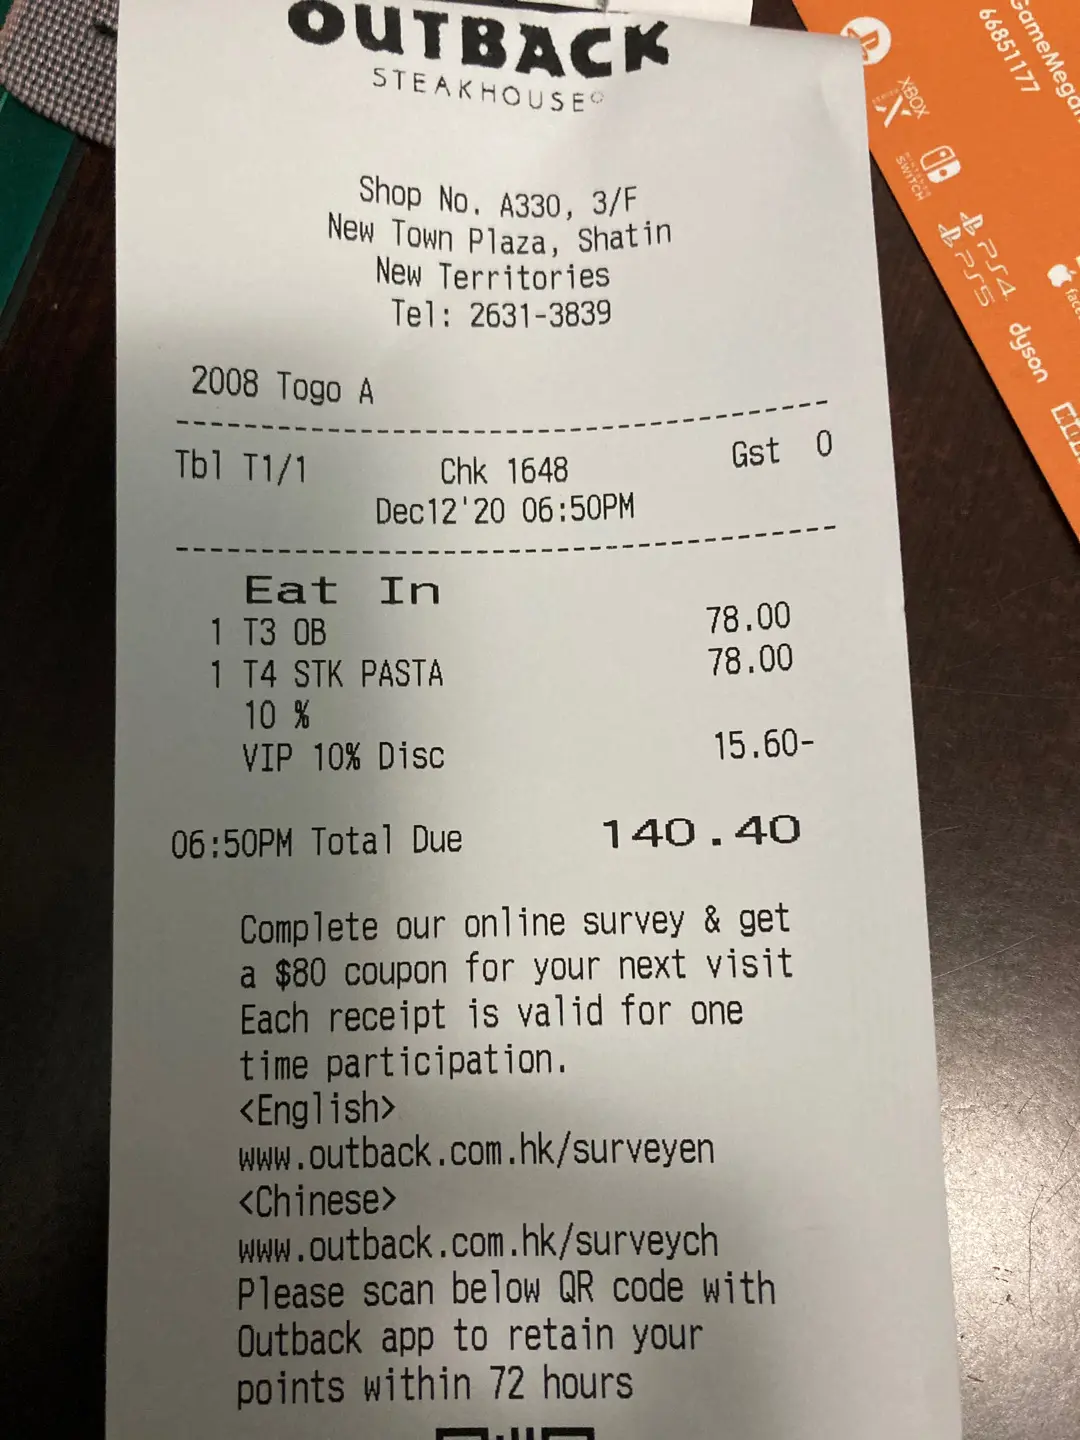 OUTBACK
STEAKHOUSE
Shop No. A330, 3/F
New Town Plaza, Shatin
New Territories
Tel: 2631-3839
2008 Togo A
Tbl T1/1 Chk 1648 Gst 0
Dec12'20 06:50PM
Eat In
1 T3 OB 78.00
1 T4 STK PASTA 78.00
10 %
VIP 10% Disc 15.60-
06:50PM Total Due 140.40
Complete our online survey & get
a $80 coupon for your next visit
Each receipt is valid for one
time participation.
<English>
www.outback.com.hk/surveyen
<Chinese>
www.outback.com.hk/surveych
Please scan below QR code with
Outback app to retain your
points within 72 hours
66851177
XBOX
SERIES X
NINTENDO
SWITCH
PS4
PS5
dyson